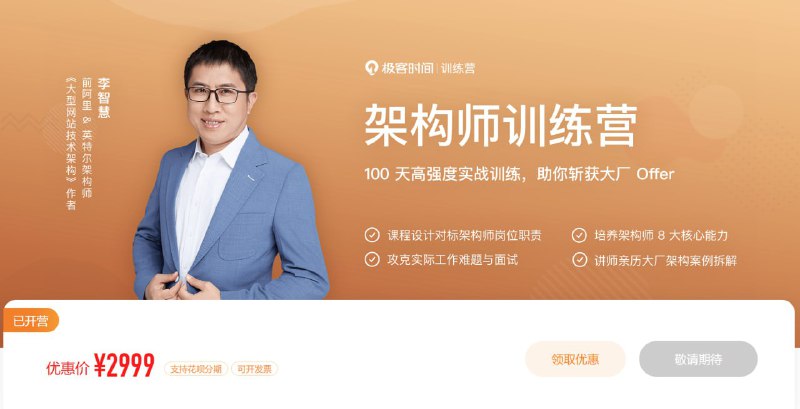 极客时间 | 训练营
架构师训练营
100 天高强度实战训练，助你斩获大厂 Offer
课程设计对标架构师岗位职责
培养架构师 8 大核心能力
攻克实际工作难题与面试
讲师亲历大厂架构案例拆解
李智慧
前阿里 & 英特尔架构师
《大型网站技术架构》作者
已开营
优惠价 ¥2999 支持花呗分期 可开发票
领取优惠
敬请期待